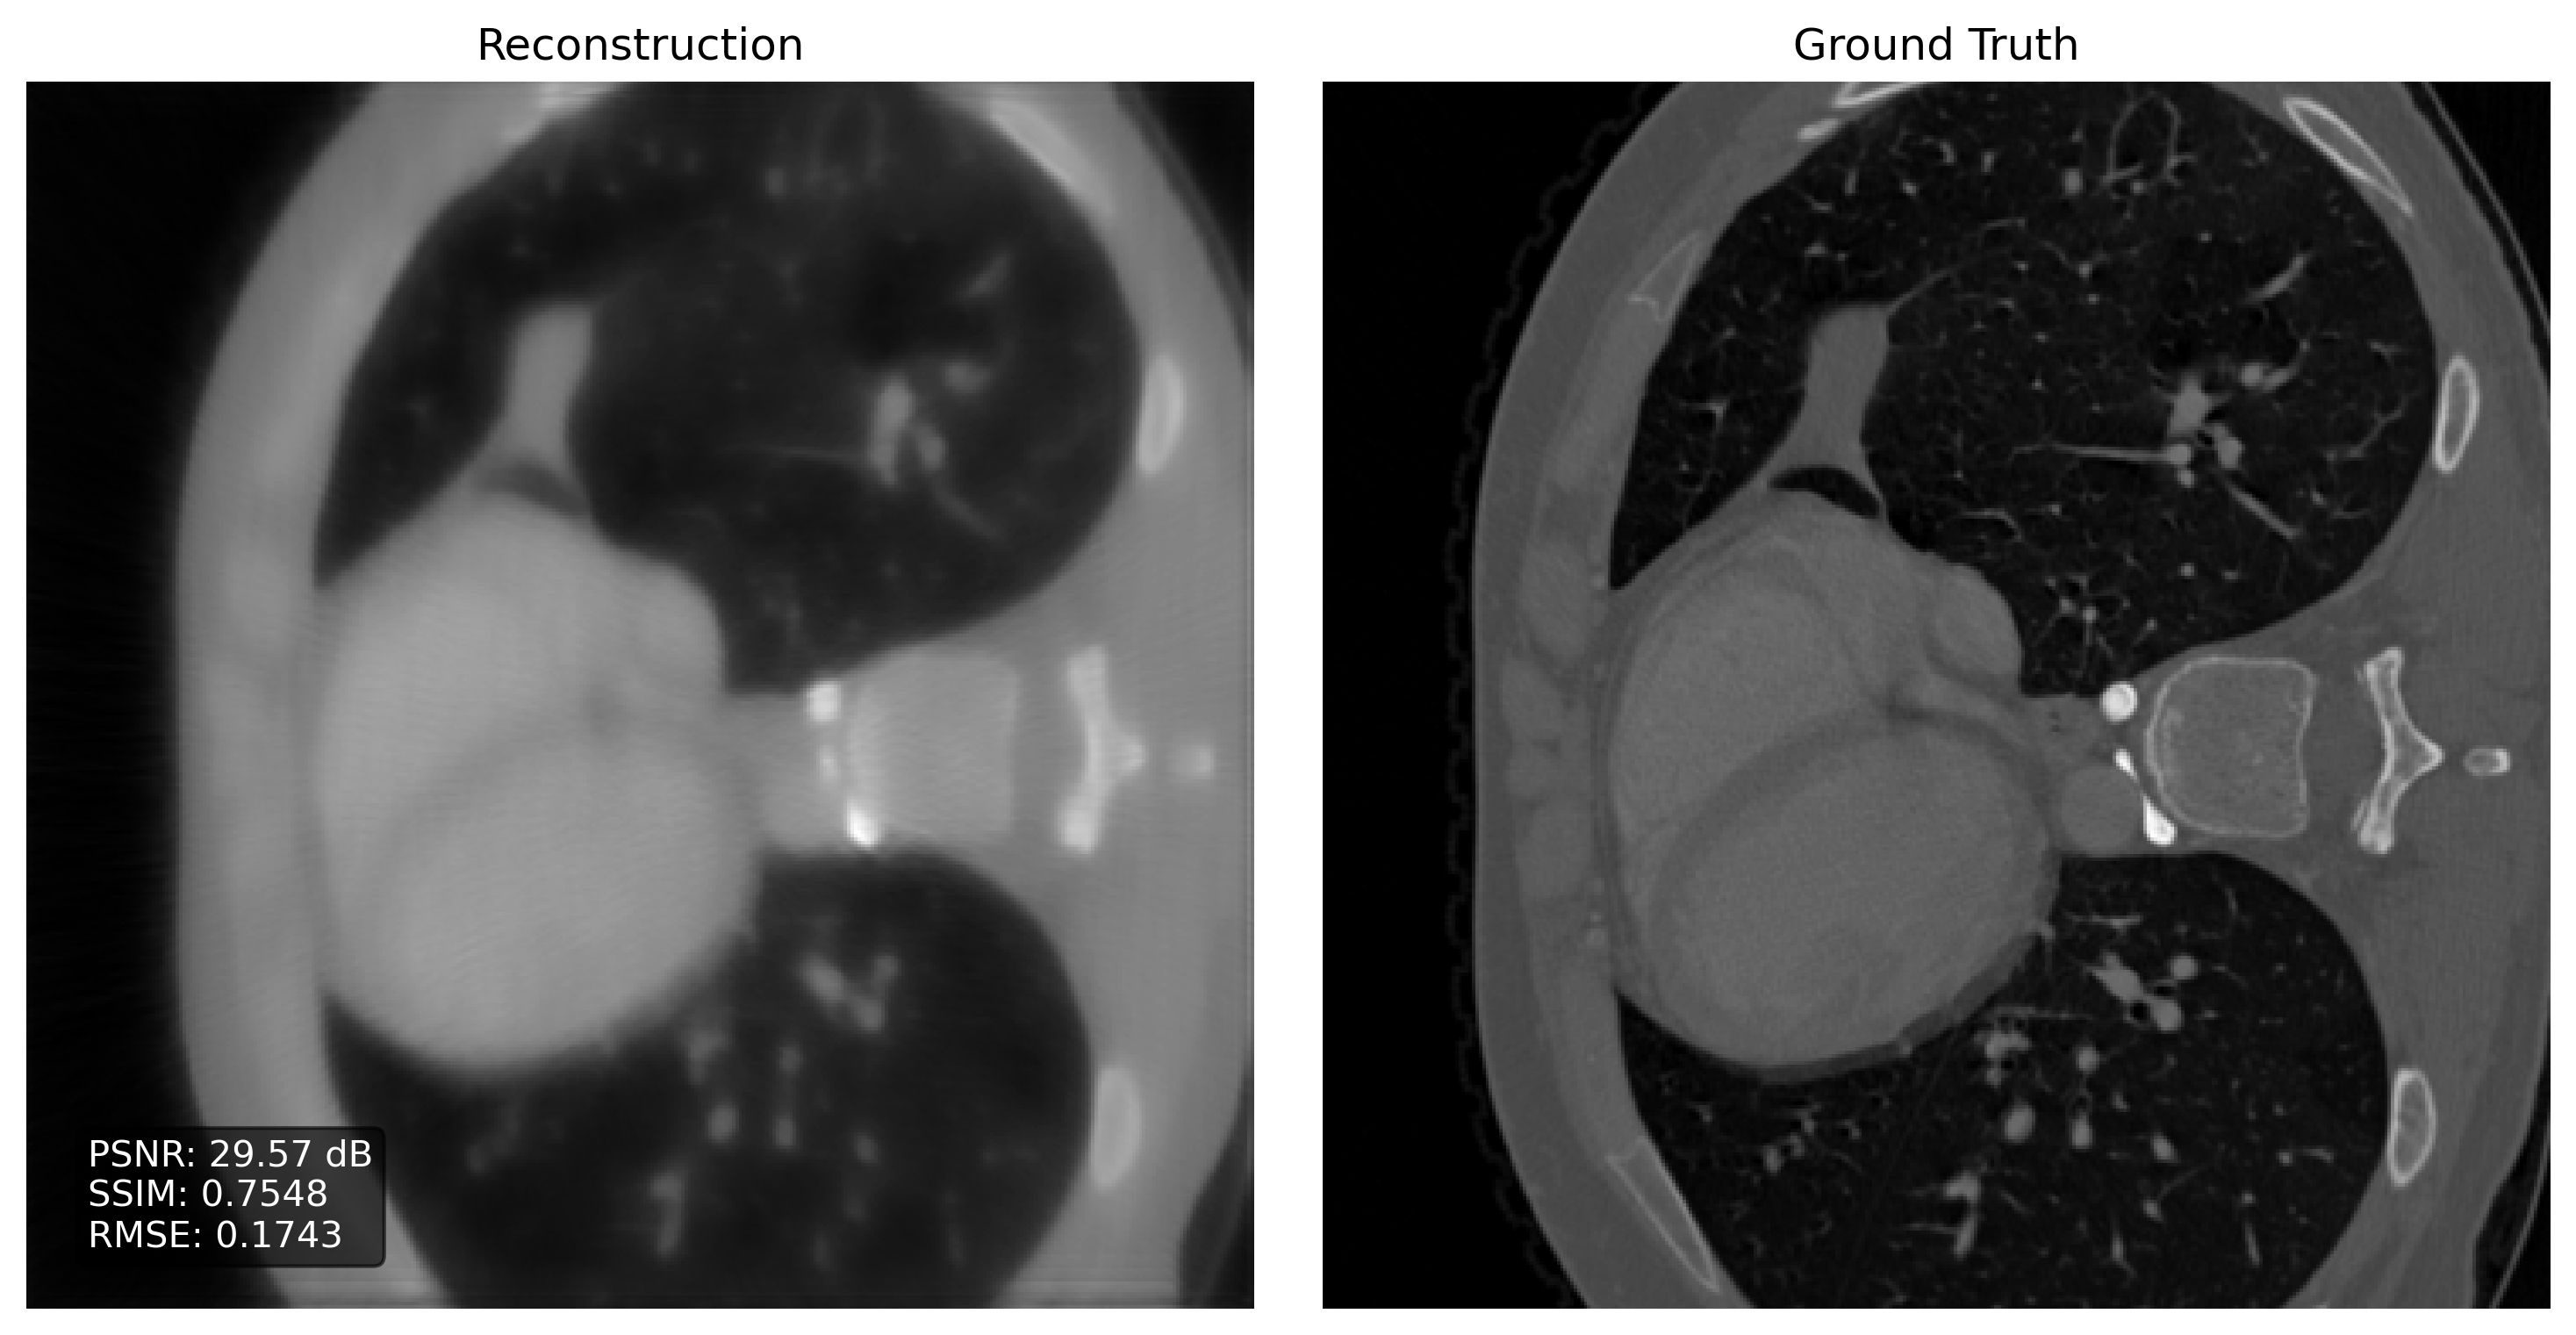 Reconstruction
Ground Truth
PSNR: 29.57 dB
SSIM: 0.7548
RMSE: 0.1743